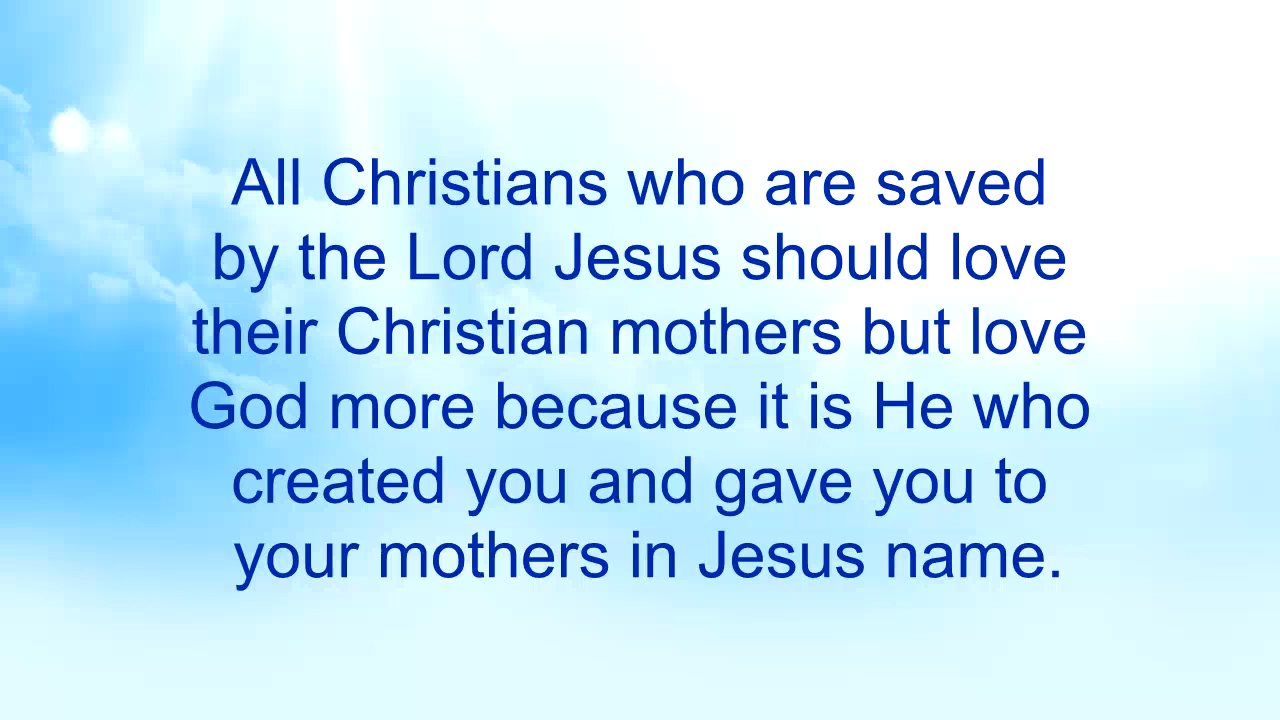 All Christians who are saved
by the Lord Jesus should love
their Christian mothers but love
God more because it is He who
created you and gave you to
your mothers in Jesus name.